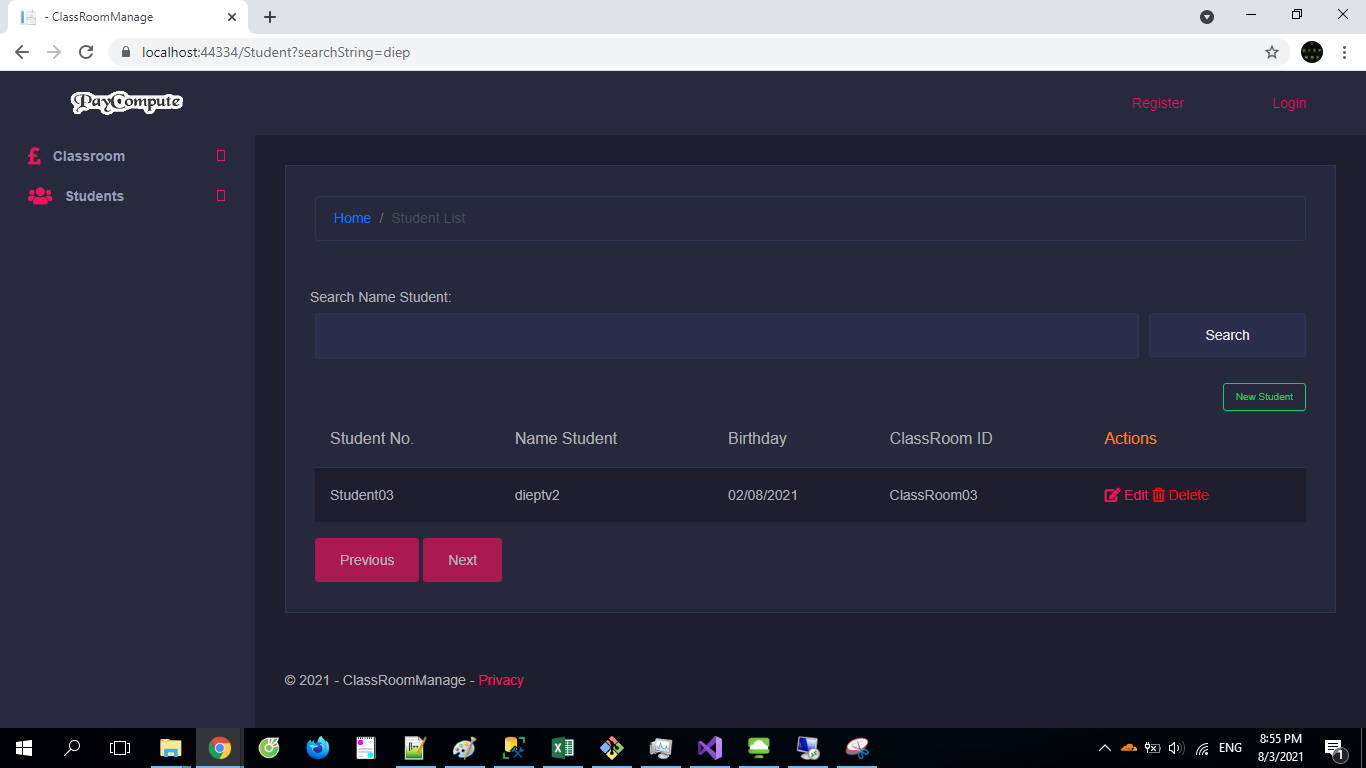 - ClassRoomManage
localhost:44334/Student?searchString=diep
PayCompute
Register
Login
Classroom
Students
Home / Student List
Search Name Student:
Search
New Student
Student No. Name Student Birthday ClassRoom ID Actions
Student03 dieptv2 02/08/2021 ClassRoom03 Edit Delete
Previous Next
© 2021 - ClassRoomManage - Privacy
ENG
8:55 PM
8/3/2021
1